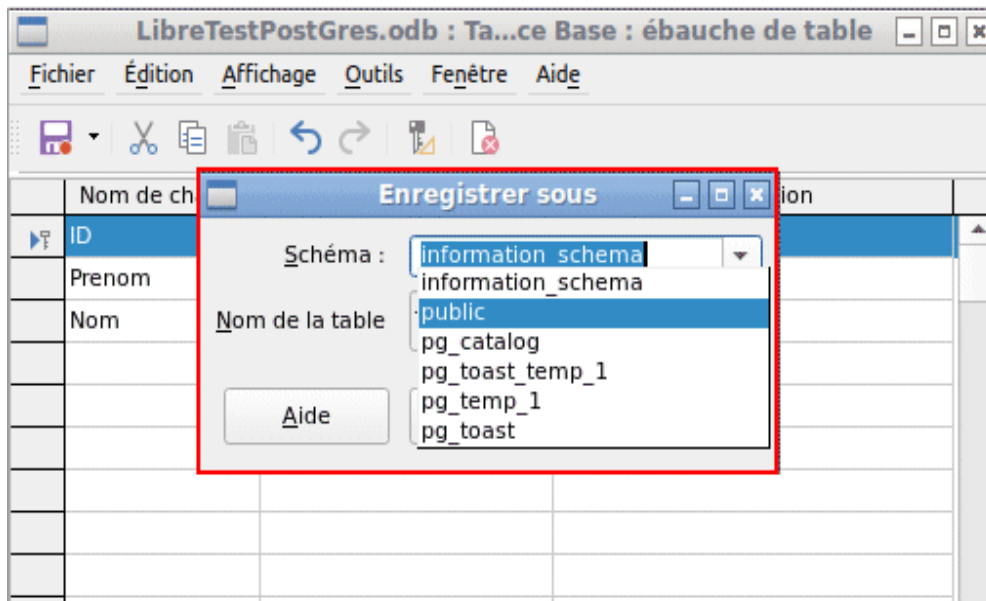 LibreTestPostGres.odb : Ta...ce Base : ébauche de table
Fichier Édition Affichage Outils Fenêtre Aide
Nom de ch
ion
Enregistrer sous
ID
Prenom
Nom
Schéma :
information_schema
information_schema
public
pg_catalog
pg_toast_temp_1
pg_temp_1
pg_toast
Nom de la table
Aide